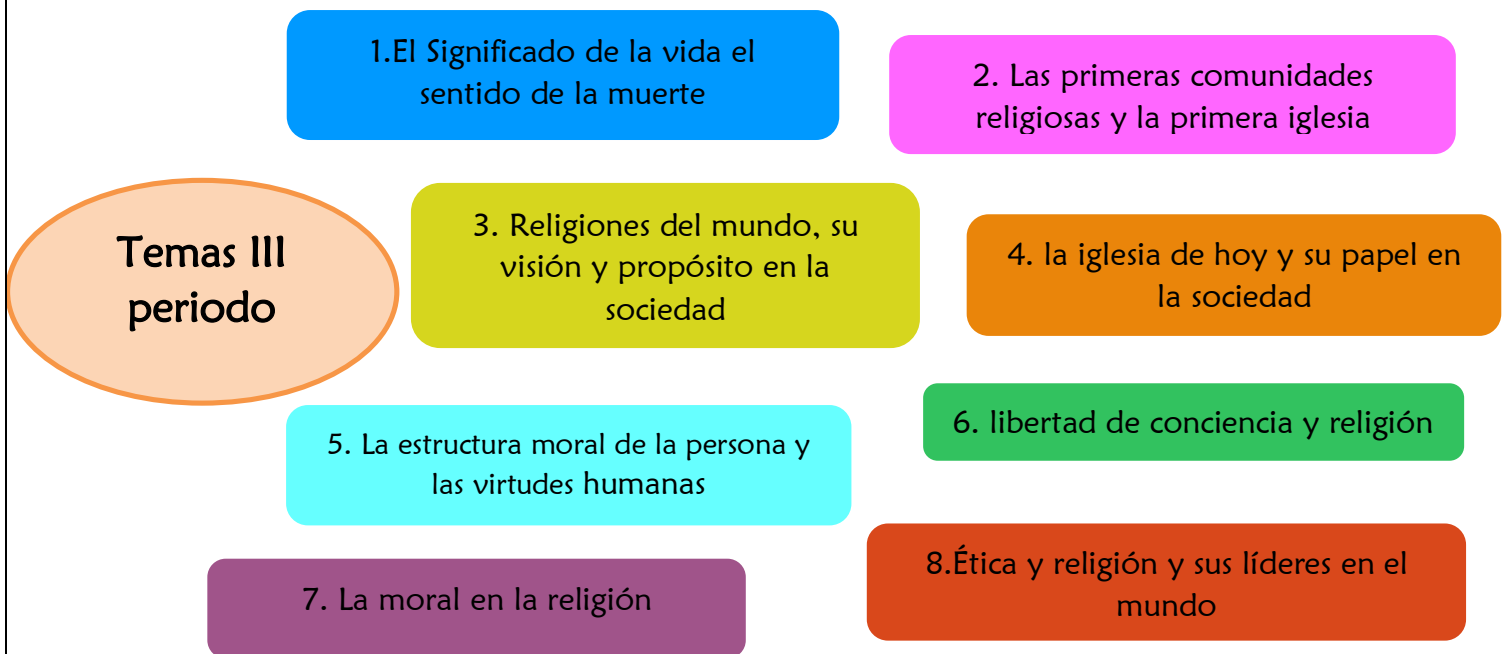 1.El Significado de la vida el
sentido de la muerte
2. Las primeras comunidades
religiosas y la primera iglesia
Temas III
periodo
3. Religiones del mundo, su
visión y propósito en la
sociedad
4. la iglesia de hoy y su papel en
la sociedad
5. La estructura moral de la persona y
las virtudes humanas
6. libertad de conciencia y religión
7. La moral en la religión
8.Ética y religión y sus líderes en el
mundo